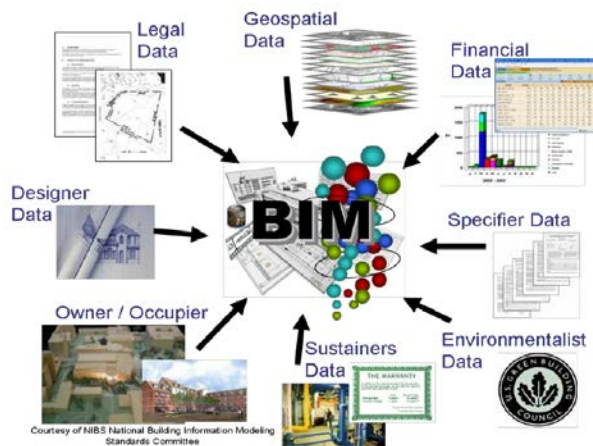 Legal
Data
Geospatial
Data
Financial
Data
Designer
Data
BIM
Specifier Data
Owner / Occupier
Sustainers
Data
THE WARRANTY
Environmentalist
Data
U.S. GREEN BUILDING
COUNCIL
Courtesy of NIBS National Building Information Modeling
Standards Committee